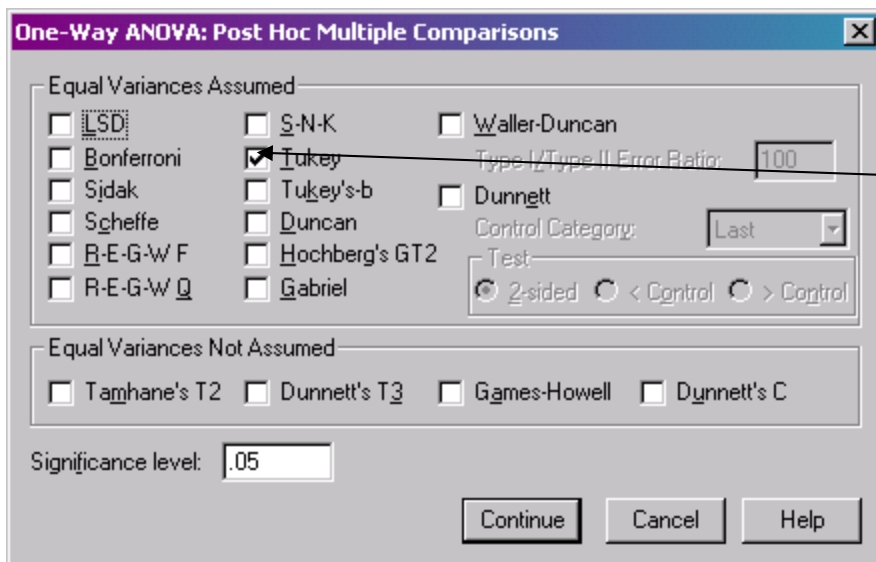 One-Way ANOVA: Post Hoc Multiple Comparisons
Equal Variances Assumed
LSD S-N-K Waller-Duncan
Bonferroni Tukey Type I/Type II Error Ratio: 100
Sidak Tukey's-b Dunnett
Scheffe Duncan Control Category: Last
R-E-G-W F Hochberg's GT2 Test
R-E-G-W Q Gabriel 2-sided < Control > Control
Equal Variances Not Assumed
Tamhane's T2 Dunnett's T3 Games-Howell Dunnett's C
Significance level: .05
Continue Cancel Help